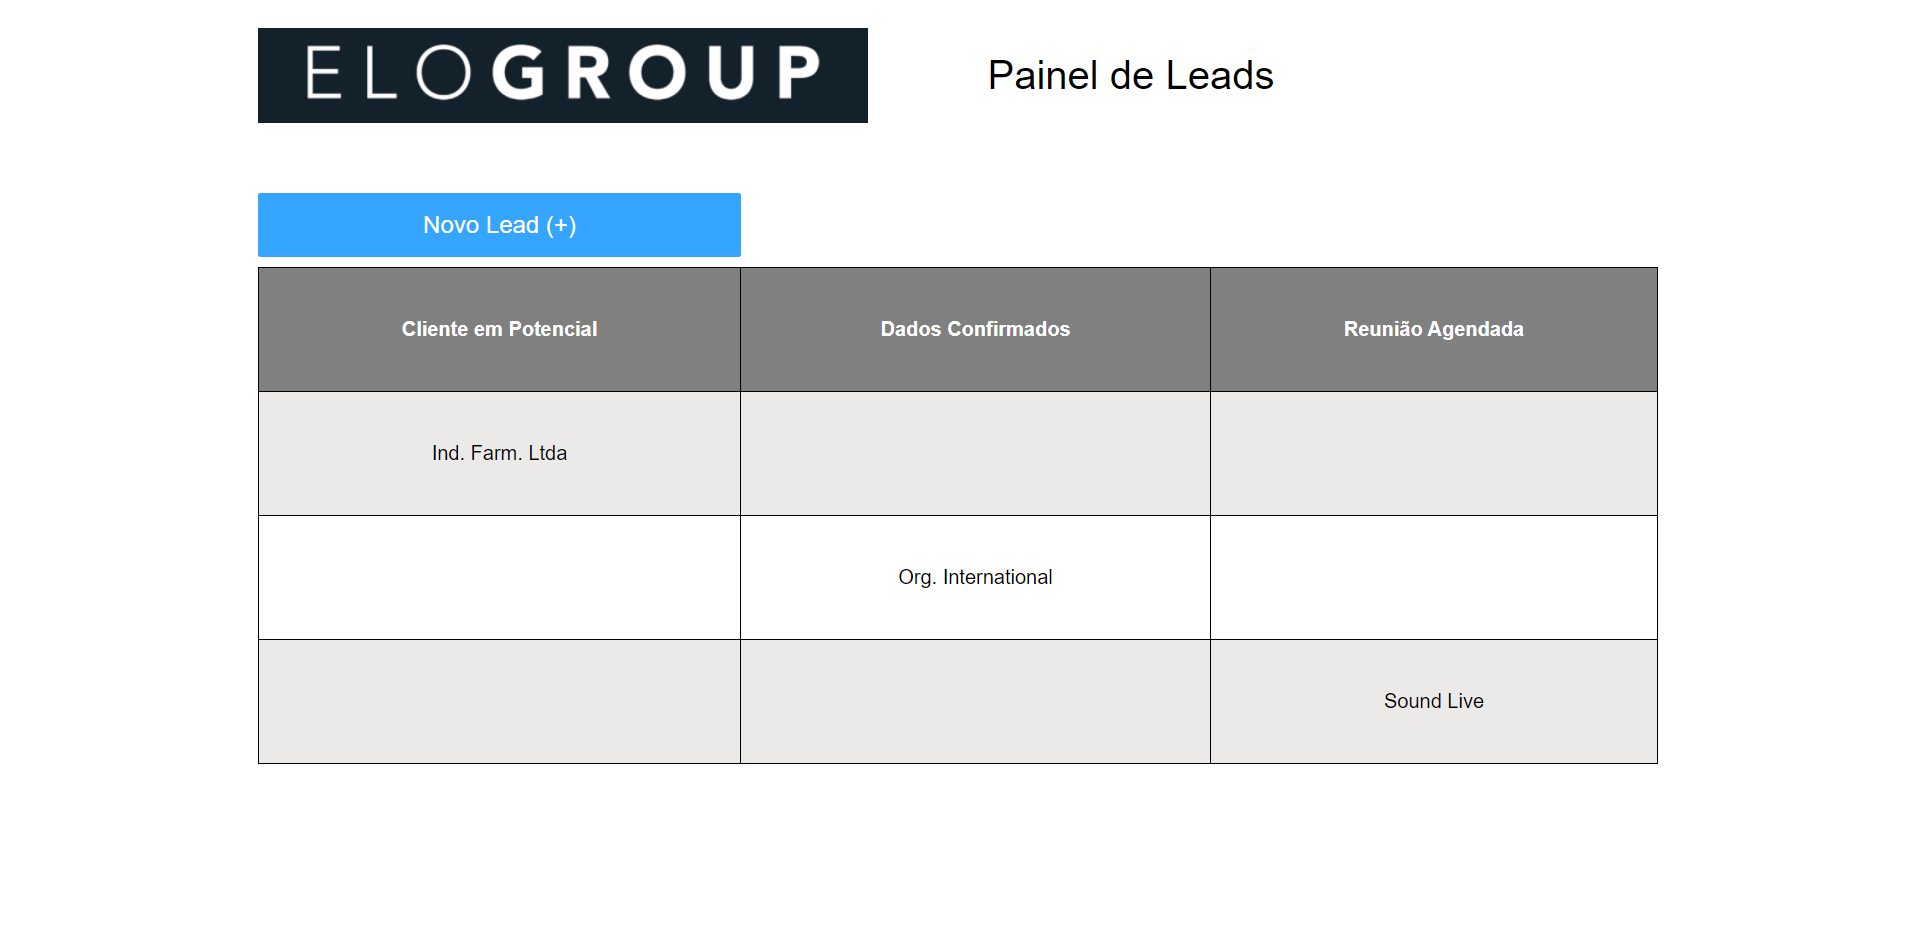 ELOGROUP
Painel de Leads
Novo Lead (+)
Cliente em Potencial
Dados Confirmados
Reunião Agendada
Ind. Farm. Ltda
Org. International
Sound Live